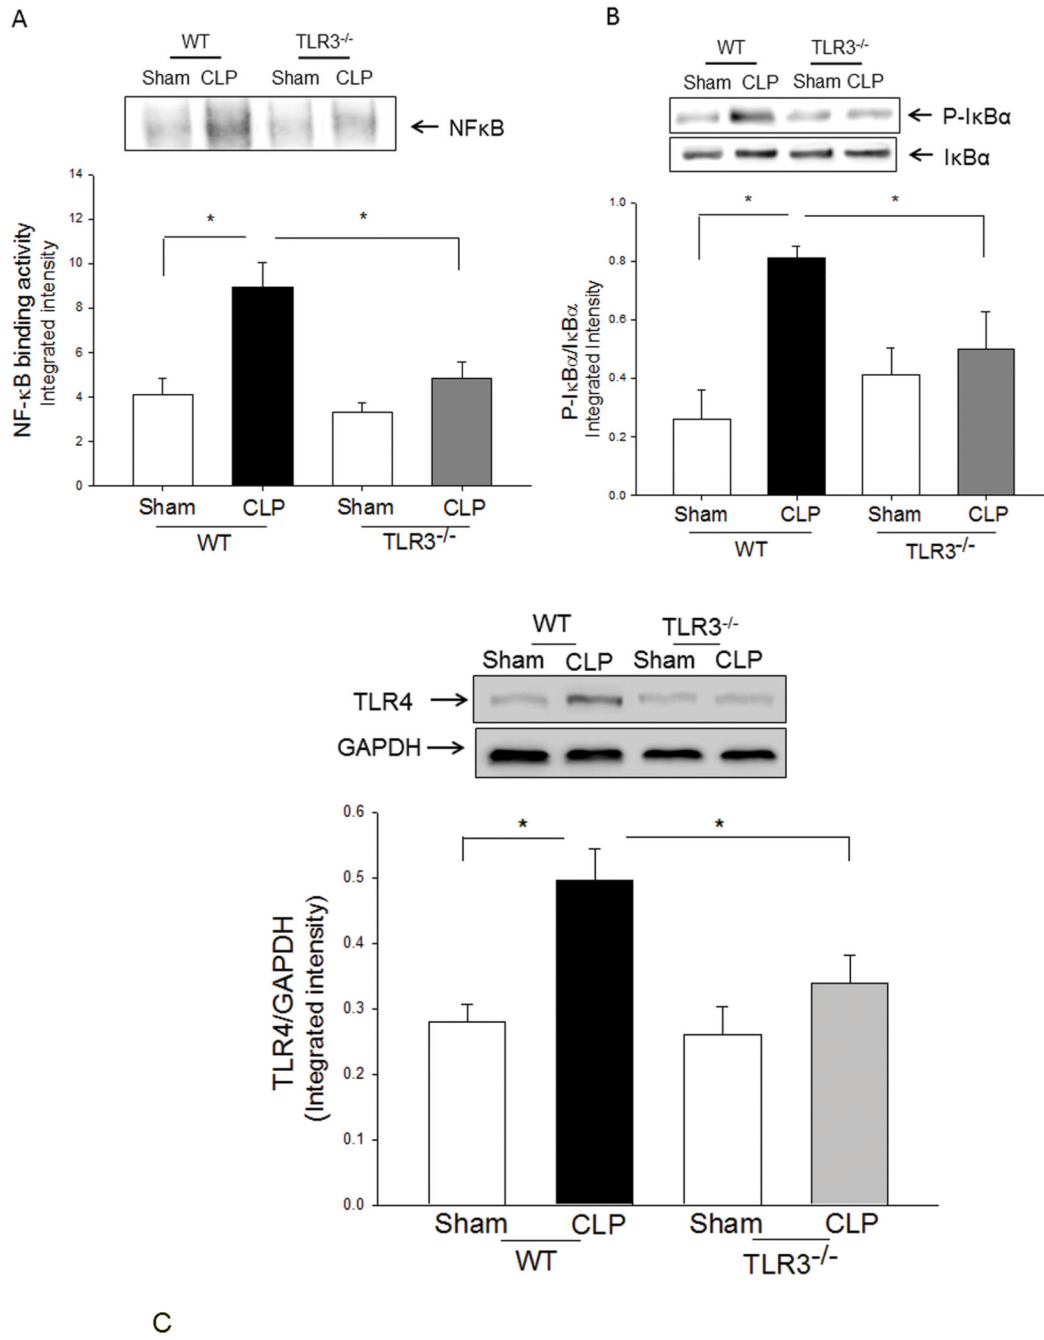 A
WT TLR3-/-
Sham CLP Sham CLP
NFκB
NF-κB binding activity
Integrated intensity
14
12
10
8
6
4
2
0
* *
Sham CLP Sham CLP
WT TLR3-/-
B
WT TLR3-/-
Sham CLP Sham CLP
P-IκBα
IκBα
P-IκBα/IκBα
Integrated Intensity
1.0
0.8
0.6
0.4
0.2
0.0
* *
Sham CLP Sham CLP
WT TLR3-/-
WT TLR3-/-
Sham CLP Sham CLP
TLR4
GAPDH
TLR4/GAPDH
(Integrated intensity)
0.6
0.5
0.4
0.3
0.2
0.1
0.0
* *
Sham CLP Sham CLP
WT TLR3-/-
C